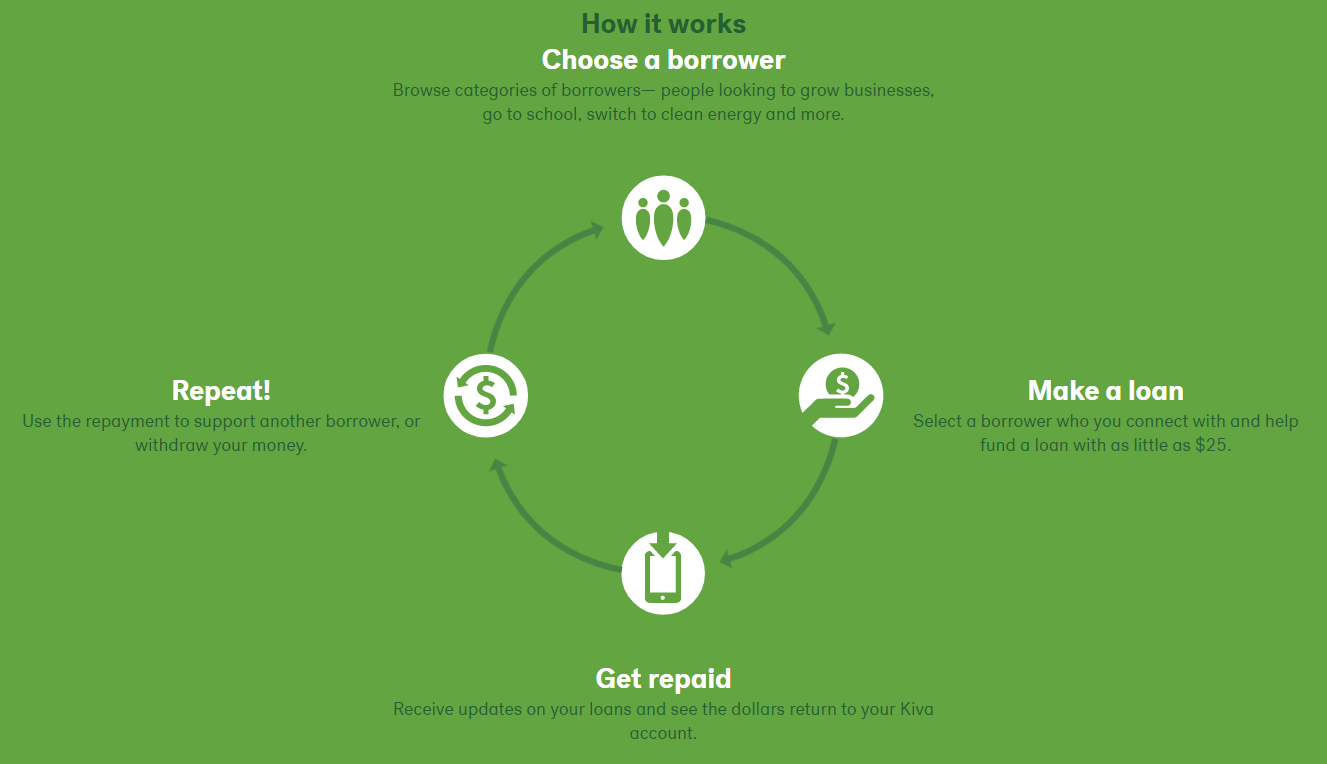 How it works
Choose a borrower
Browse categories of borrowers— people looking to grow businesses,
go to school, switch to clean energy and more.
$
Make a loan
Select a borrower who you connect with and help
fund a loan with as little as $25.
Get repaid
Receive updates on your loans and see the dollars return to your Kiva
account.
$
Repeat!
Use the repayment to support another borrower, or
withdraw your money.